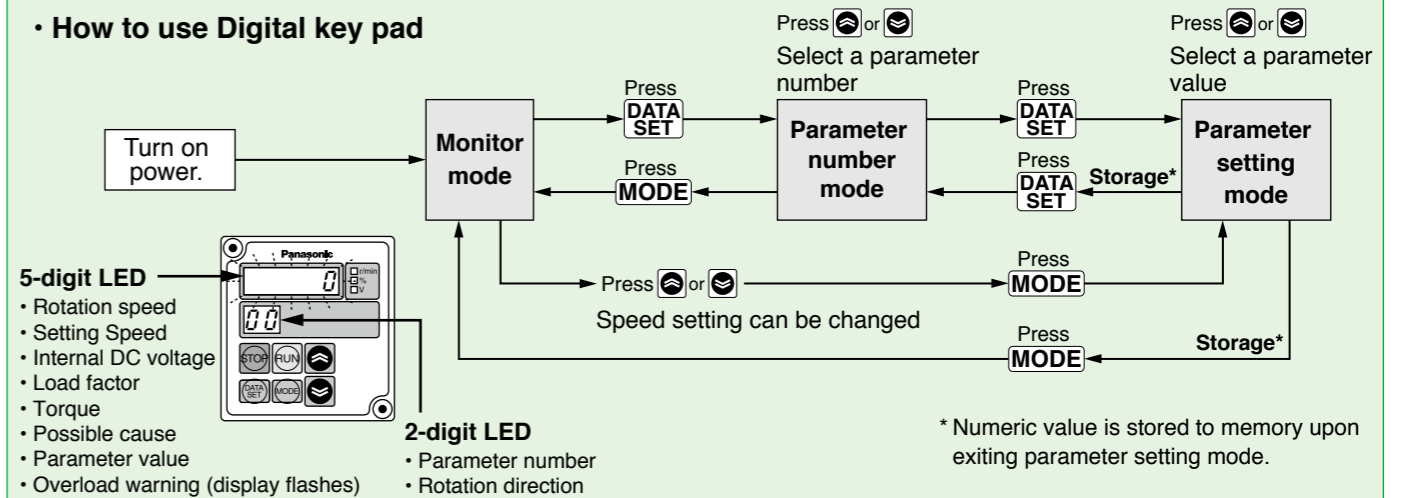 · How to use Digital key pad
Press or
Select a parameter
number
Press or
Select a parameter
value
Turn on
power.
Monitor
mode
Press
DATA
SET
Press
MODE
Parameter
number
mode
Press
DATA
SET
Press
DATA
SET
Storage*
Parameter
setting
mode
Press or
Speed setting can be changed
Press
MODE
Press
MODE
Storage*
Panasonic
0
r/min
%
V
00
STOP
RUN
DATA
SET
MODE
5-digit LED
· Rotation speed
· Setting Speed
· Internal DC voltage
· Load factor
· Torque
· Possible cause
· Parameter value
· Overload warning (display flashes)
2-digit LED
· Parameter number
· Rotation direction
* Numeric value is stored to memory upon
exiting parameter setting mode.